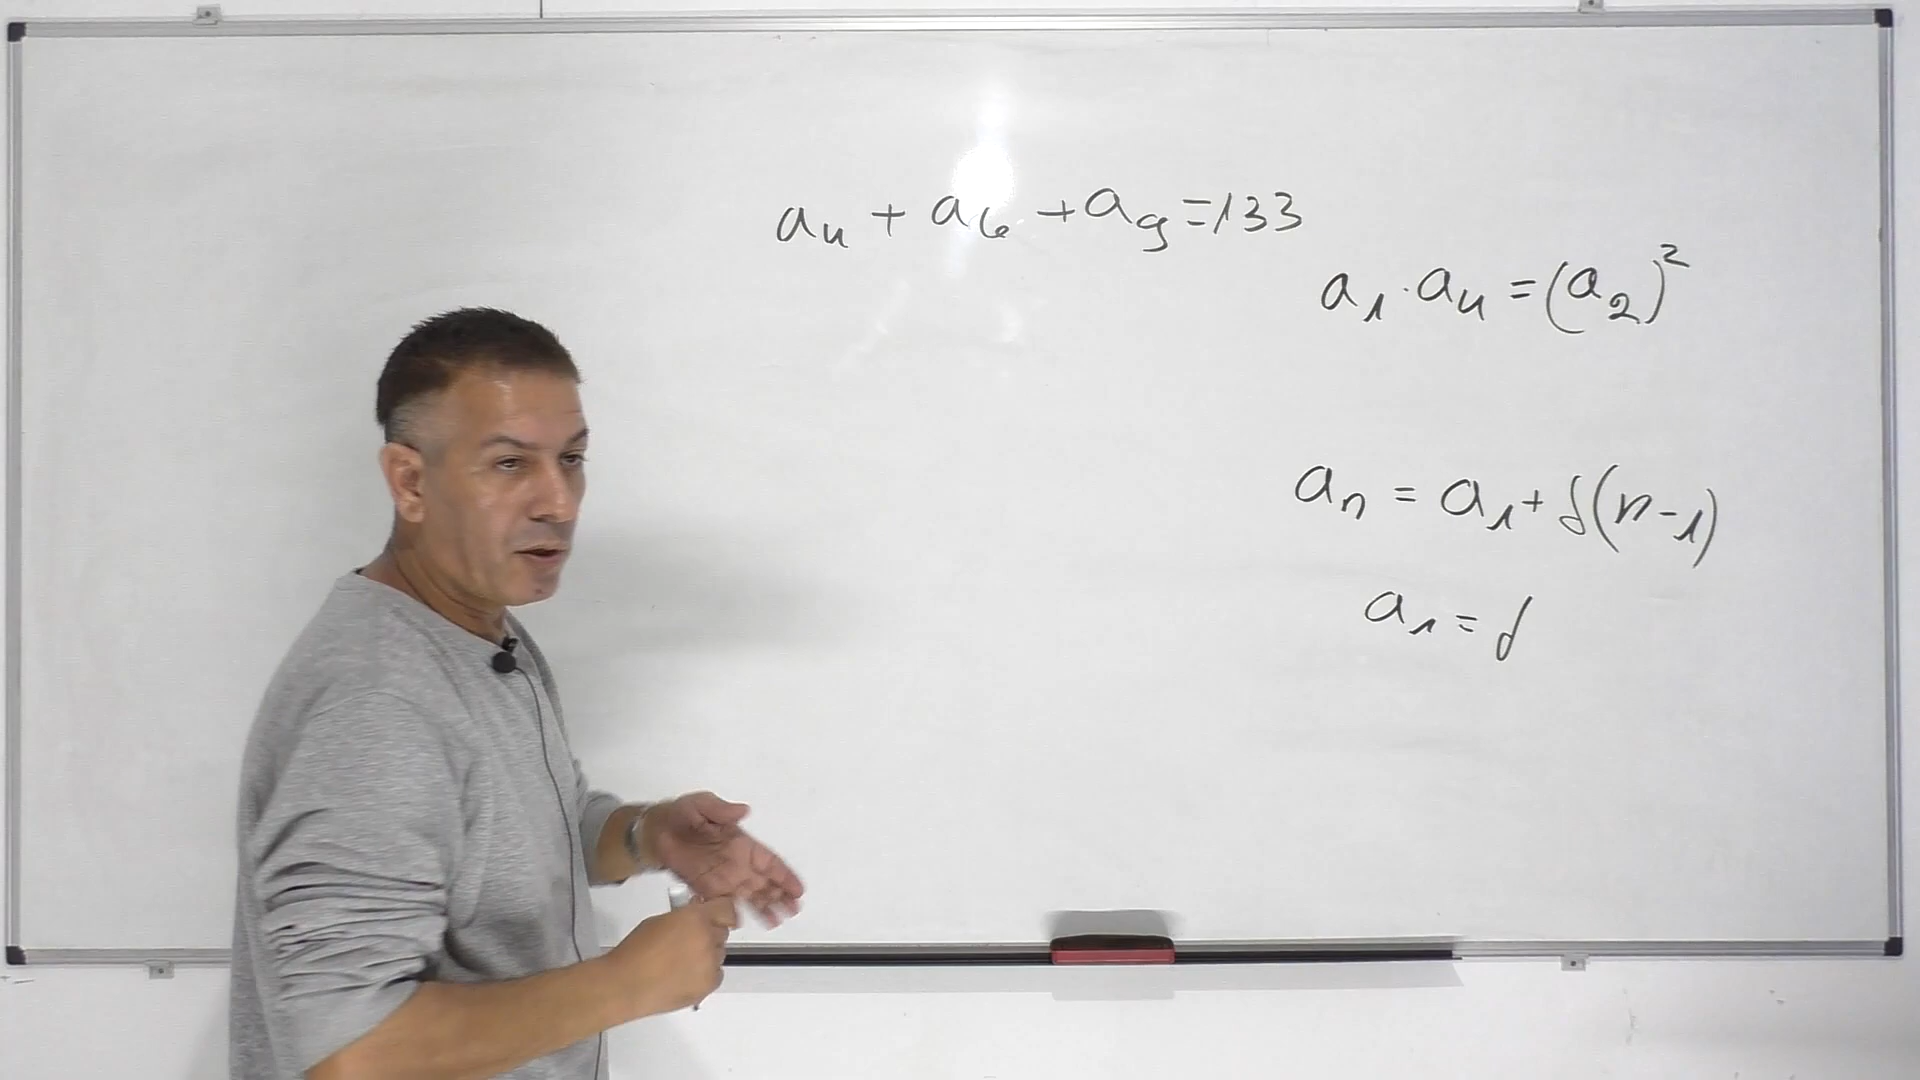 a₄ + a₆ + a₉ = 133
a₁ · a₄ = (a₂)²
aₙ = a₁ + d(n-1)
a₁ = d